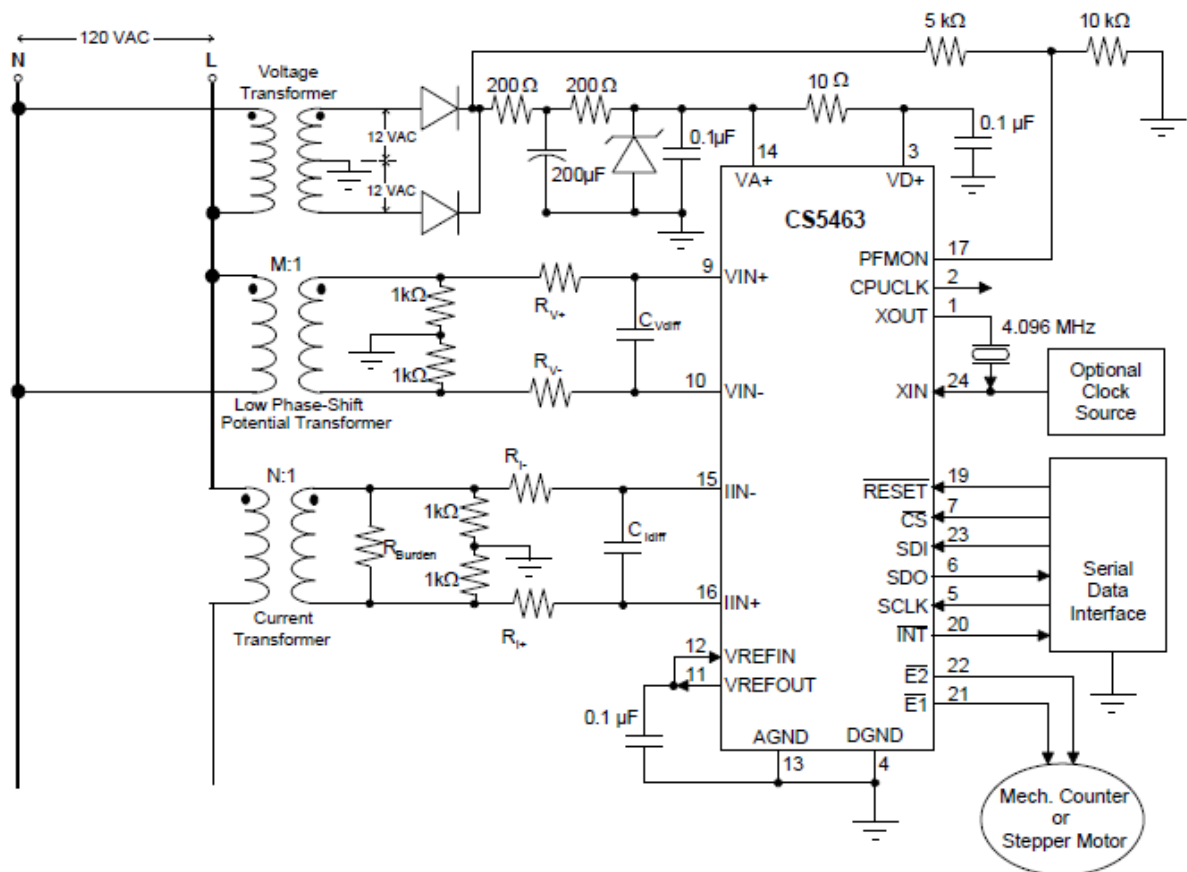 120 VAC
N
L
Voltage
Transformer
12 VAC
12 VAC
200 Ω
200 Ω
200µF
0.1µF
10 Ω
5 kΩ
10 kΩ
0.1 µF
14
VA+
3
VD+
CS5463
M:1
Low Phase-Shift
Potential Transformer
1kΩ
1kΩ
RV+
RV-
CVdiff
9
VIN+
10
VIN-
N:1
Current
Transformer
RBurden
1kΩ
1kΩ
RI-
RI+
CIdiff
15
IIN-
16
IIN+
12
VREFIN
11
VREFOUT
0.1 µF
AGND
13
DGND
4
PFMON
17
CPUCLK
2
XOUT
1
4.096 MHz
XIN
24
Optional
Clock
Source
RESET
19
CS
7
SDI
23
SDO
6
SCLK
5
INT
20
Serial
Data
Interface
E2
22
E1
21
Mech. Counter
or
Stepper Motor